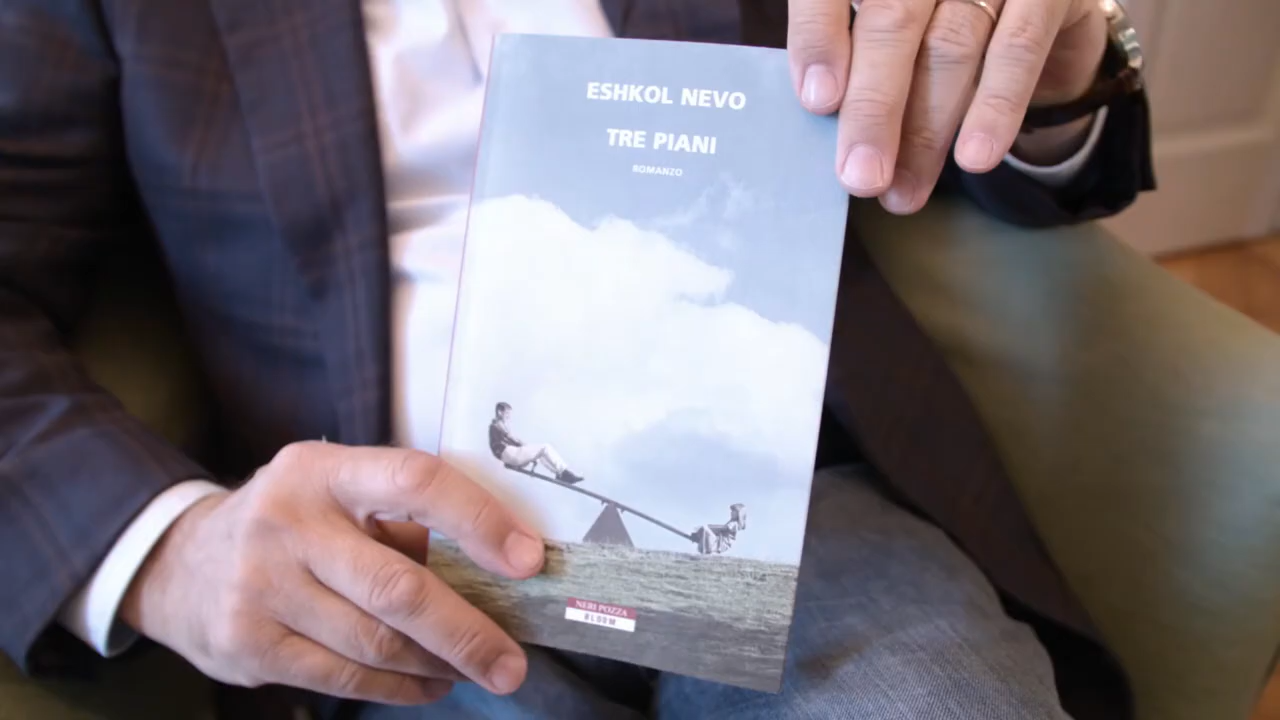 ESHKOL NEVO
TRE PIANI
ROMANZO
NERI POZZA
BLOOM